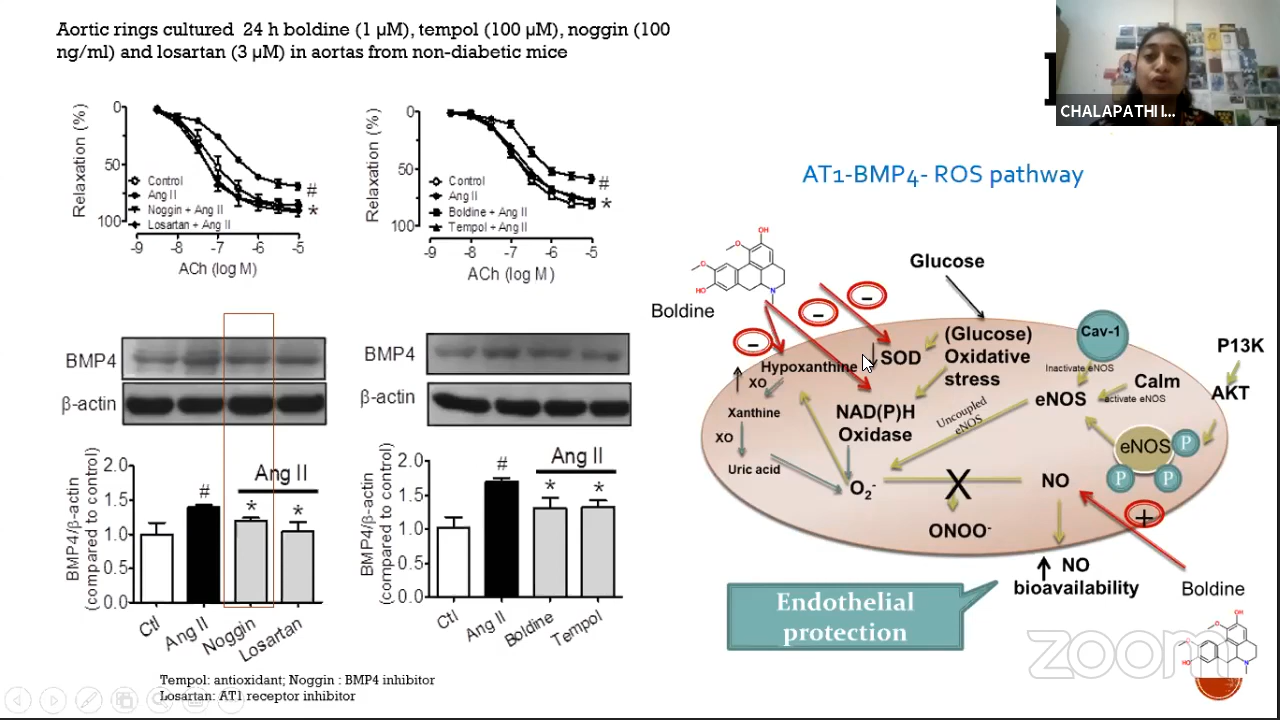 Aortic rings cultured 24 h boldine (1 µM), tempol (100 µM), noggin (100
ng/ml) and losartan (3 µM) in aortas from non-diabetic mice
CHALAPATHI I...
Relaxation (%)
0
50
100
Control
Ang II
Noggin + Ang II
Losartan + Ang II
#
*
-9 -8 -7 -6 -5
ACh (log M)
Relaxation (%)
0
50
100
Control
Ang II
Boldine + Ang II
Tempol + Ang II
#
*
-9 -8 -7 -6 -5
ACh (log M)
BMP4
β-actin
BMP4
β-actin
BMP4/β-actin
(compared to control)
2.0
1.5
1.0
0.5
0.0
Ang II
#
*
*
Ctl
Ang II
Noggin
Losartan
BMP4/β-actin
(compared to control)
2.0
1.5
1.0
0.5
0.0
Ang II
#
*
*
Ctl
Ang II
Boldine
Tempol
Tempol: antioxidant; Noggin : BMP4 inhibitor
Losartan: AT1 receptor inhibitor
AT1-BMP4- ROS pathway
OH
O
O
HO
N
Boldine
Glucose
-
-
-
(Glucose)
Oxidative
stress
SOD
Hypoxanthine
XO
Xanthine
XO
Uric acid
NAD(P)H
Oxidase
O2-
Uncoupled
eNOS
Cav-1
Inactivate eNOS
eNOS
Calm
activate eNOS
P13K
AKT
eNOS
P
P
P
X
NO
ONOO-
+
NO
bioavailability
Boldine
Endothelial
protection
OH
O
O
HO
N
zoom